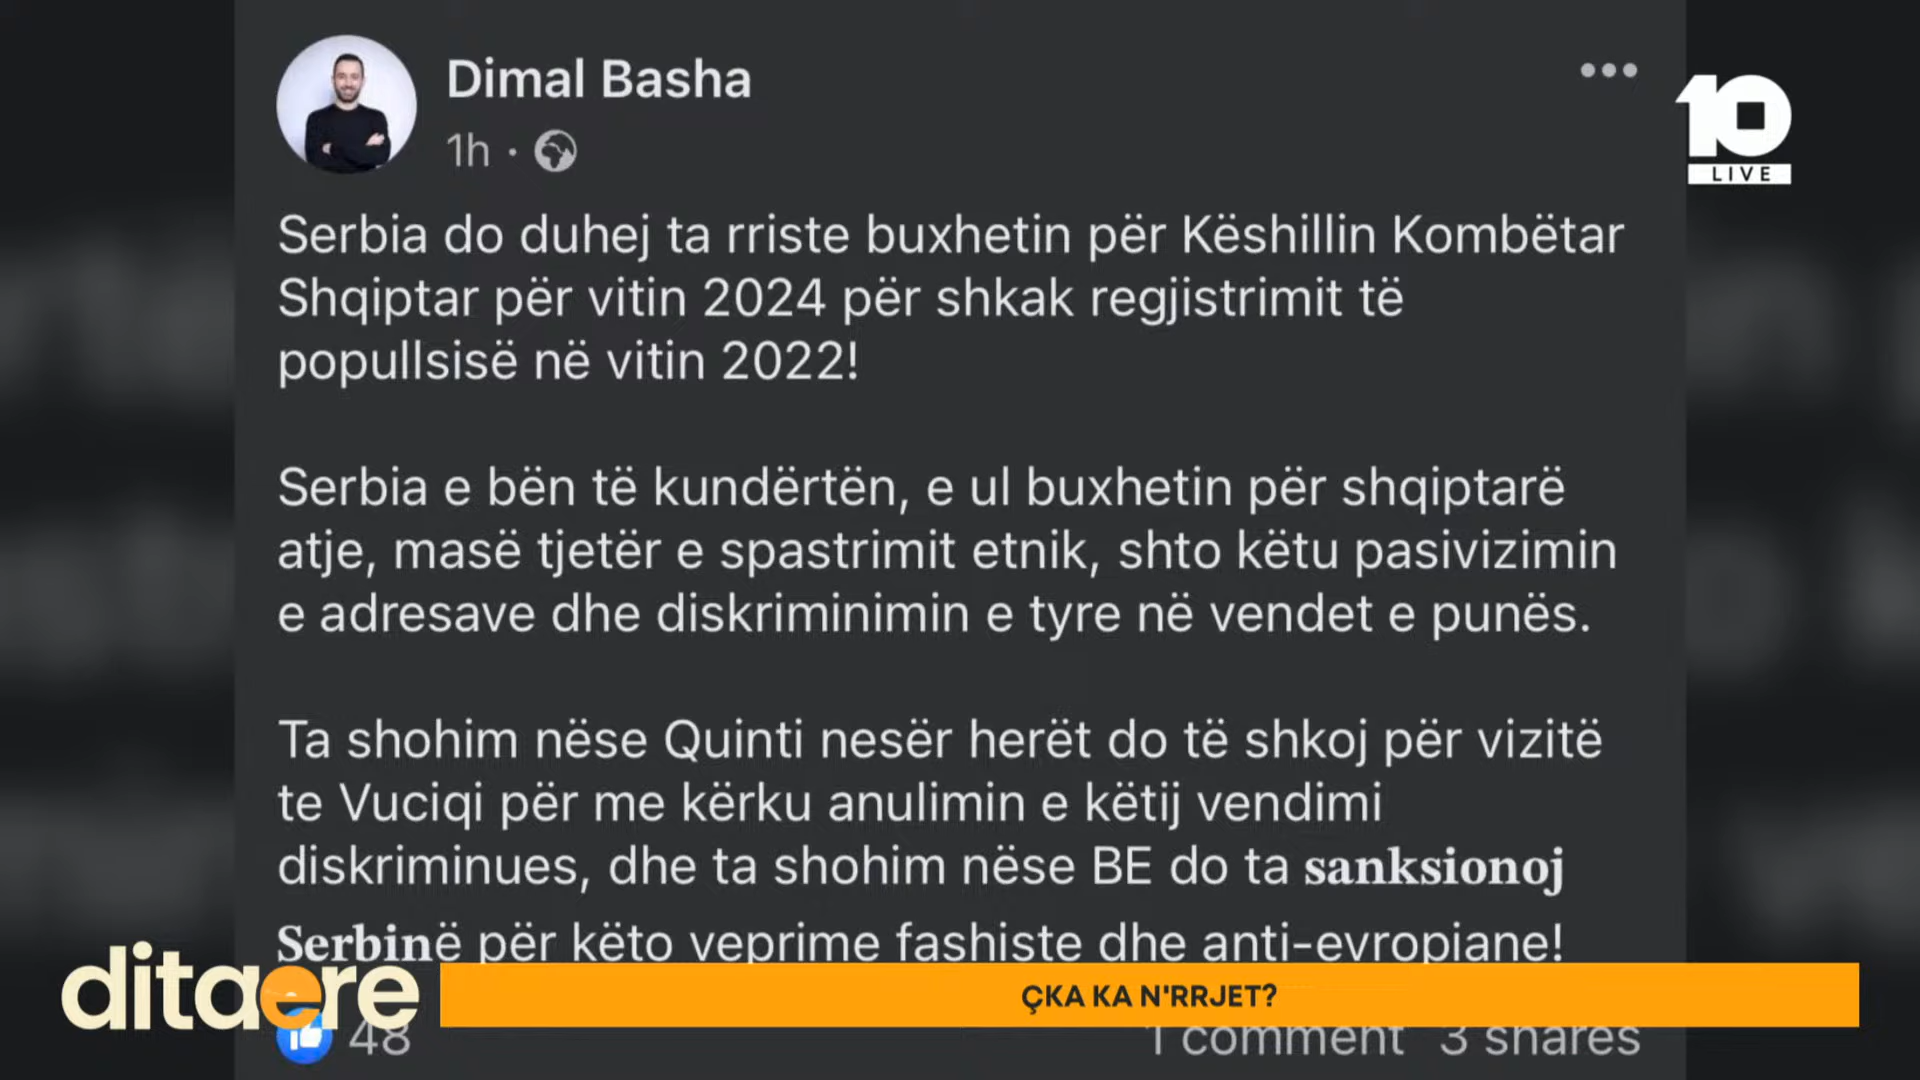 Dimal Basha
1h ·
10
LIVE
Serbia do duhej ta rriste buxhetin për Këshillin Kombëtar
Shqiptar për vitin 2024 për shkak regjistrimit të
popullsisë në vitin 2022!
Serbia e bën të kundërtën, e ul buxhetin për shqiptarë
atje, masë tjetër e spastrimit etnik, shto këtu pasivizimin
e adresave dhe diskriminimin e tyre në vendet e punës.
Ta shohim nëse Quinti nesër herët do të shkoj për vizitë
te Vuciqi për me kërku anulimin e këtij vendimi
diskriminues, dhe ta shohim nëse BE do ta sanksionoj
Serbinë për këto veprime fashiste dhe anti-evropiane!
ditaere
ÇKA KA N'RRJET?
48
1 comment 3 shares